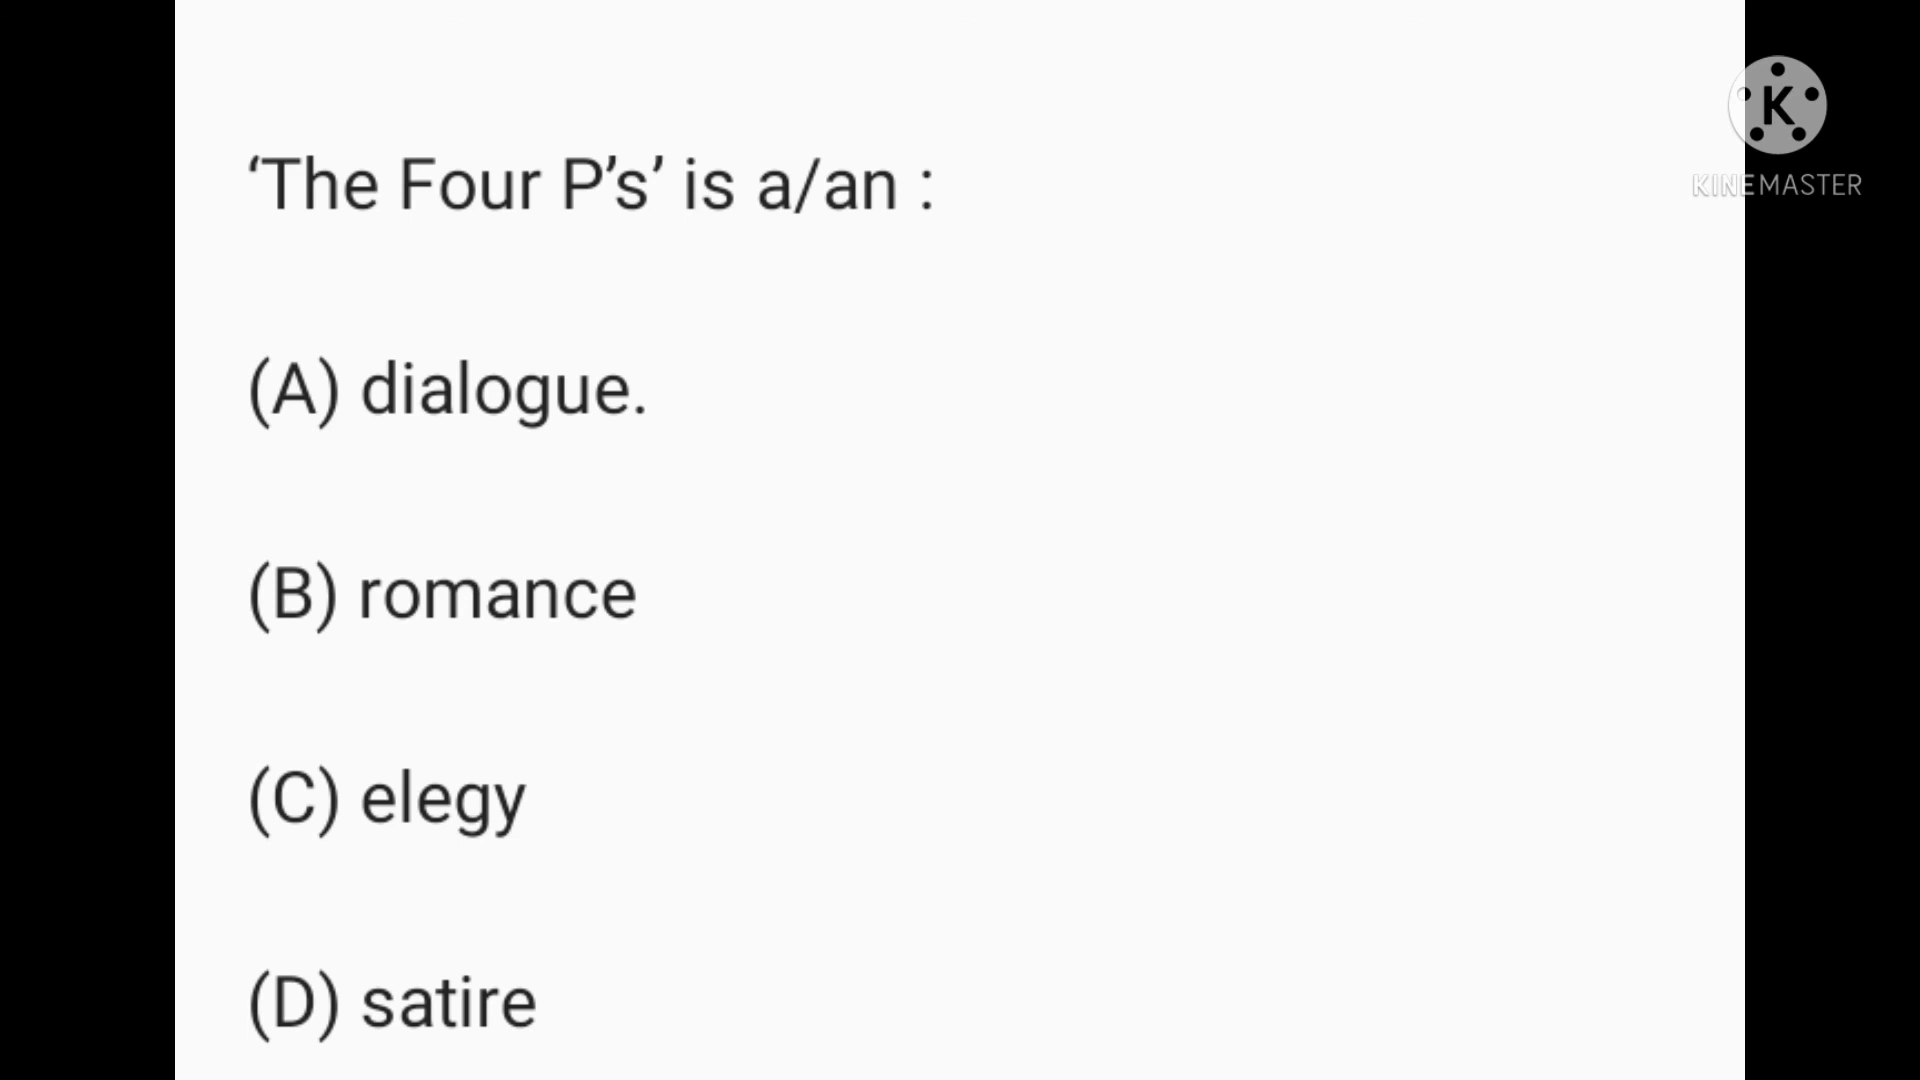 ‘The Four P’s’ is a/an :
K
KINEMASTER
(A) dialogue.
(B) romance
(C) elegy
(D) satire